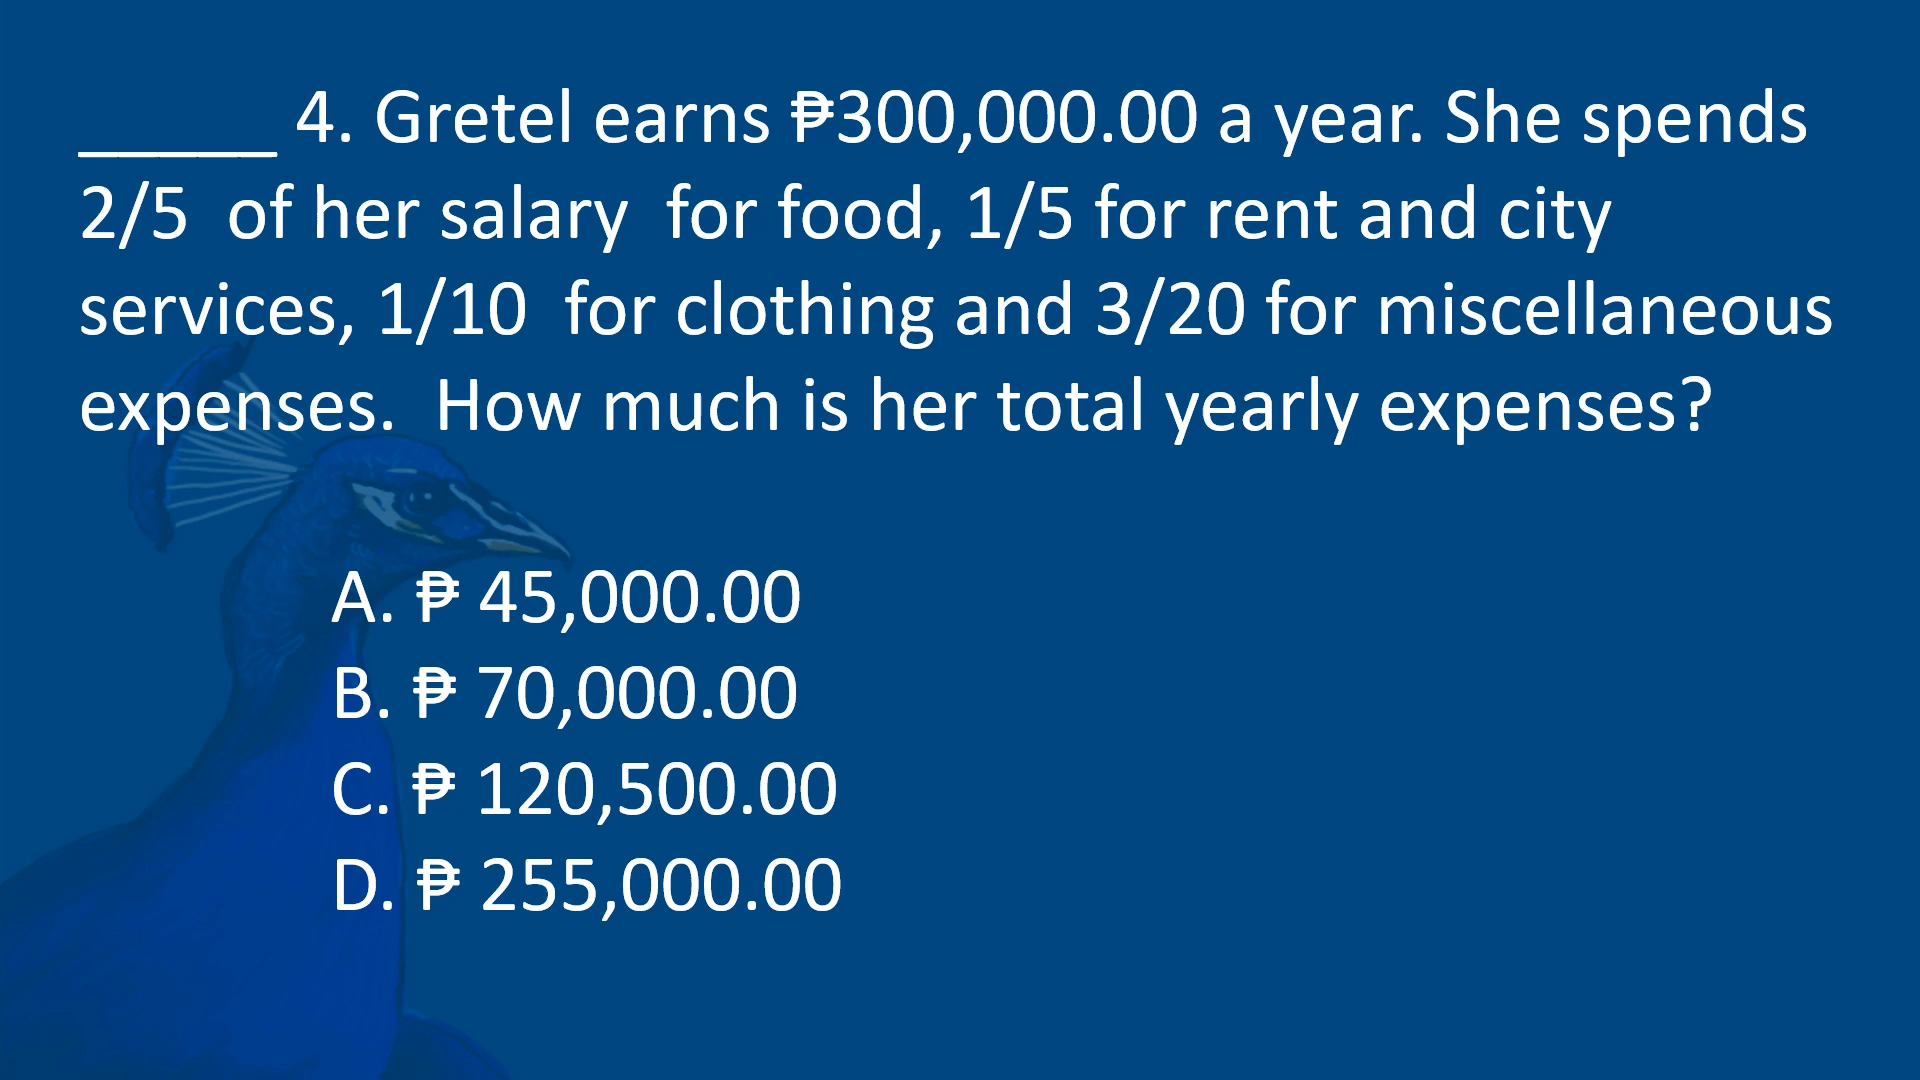 _____ 4. Gretel earns ₱300,000.00 a year. She spends
2/5  of her salary  for food, 1/5 for rent and city
services, 1/10  for clothing and 3/20 for miscellaneous
expenses.  How much is her total yearly expenses?
A. ₱ 45,000.00
B. ₱ 70,000.00
C. ₱ 120,500.00
D. ₱ 255,000.00